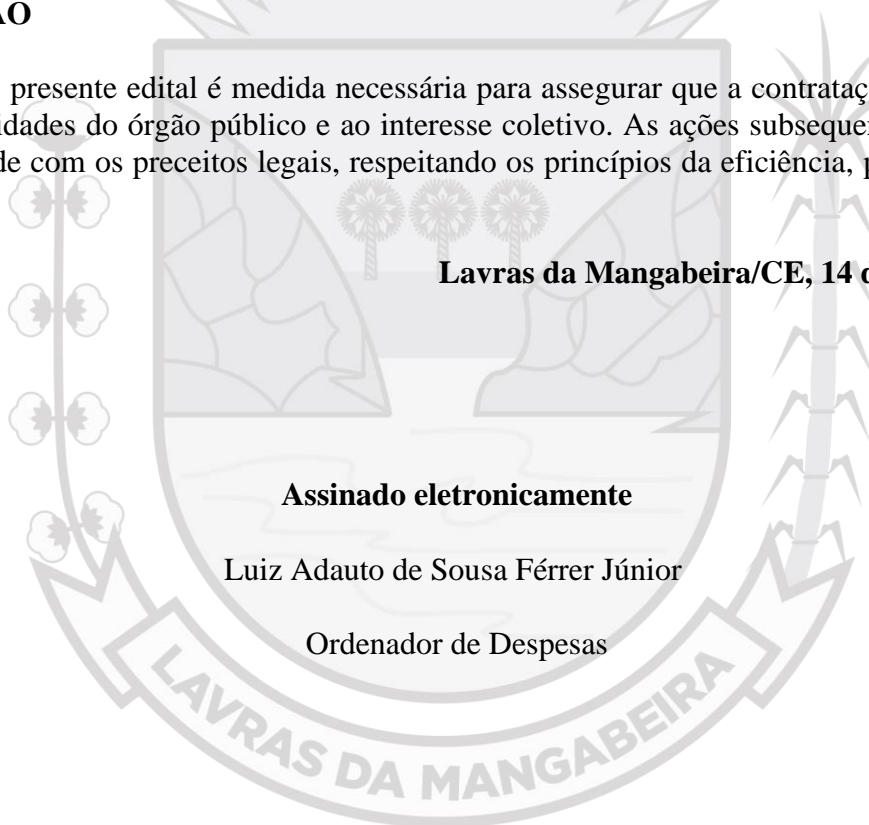 ÃO
presente edital é medida necessária para assegurar que a contrataç
idades do órgão público e ao interesse coletivo. As ações subsequer
de com os preceitos legais, respeitando os princípios da eficiência, p
Lavras da Mangabeira/CE, 14 d
Assinado eletronicamente
Luiz Adauto de Sousa Férrer Júnior
Ordenador de Despesas
LAVRAS DA MANGABEIRA